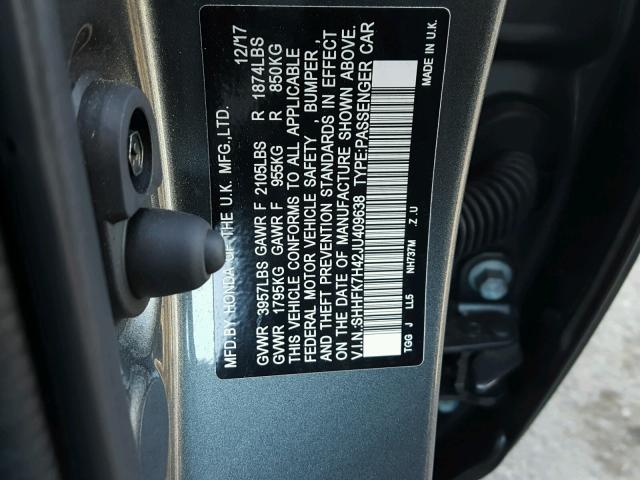 MFD.BY HONDA OF THE U.K. MFG.,LTD. 12/17
GVWR 3957LBS GAWR F 2105LBS R 1874LBS
GVWR 1795KG GAWR F 955KG R 850KG
THIS VEHICLE CONFORMS TO ALL APPLICABLE
FEDERAL MOTOR VEHICLE SAFETY , BUMPER ,
AND THEFT PREVENTION STANDARDS IN EFFECT
ON THE DATE OF MANUFACTURE SHOWN ABOVE.
V.I.N.:SHHFK7H42JU409638 TYPE:PASSENGER CAR
TGG J LL5 NH737M .Z .U MADE IN U.K.